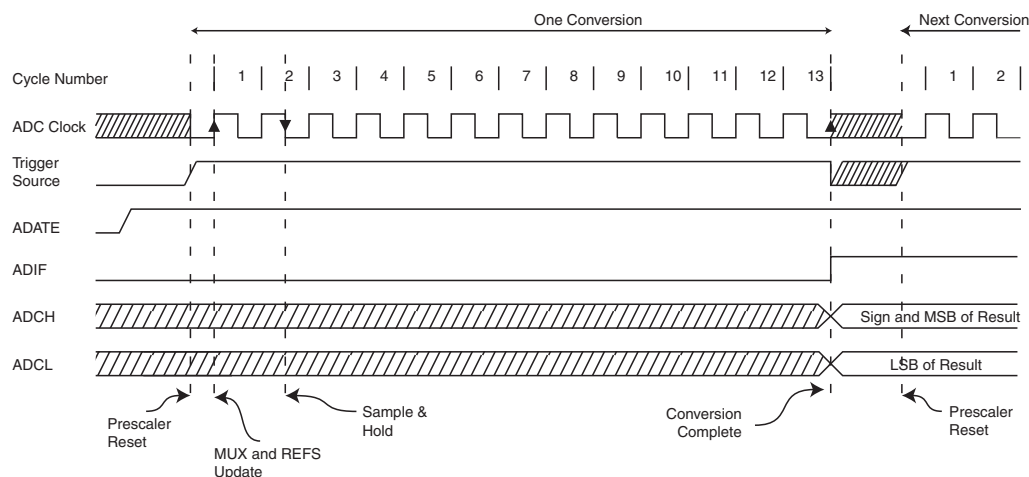 One Conversion
Next Conversion
Cycle Number
1 2 3 4 5 6 7 8 9 10 11 12 13 1 2
ADC Clock
Trigger
Source
ADATE
ADIF
ADCH
Sign and MSB of Result
ADCL
LSB of Result
Prescaler
Reset
MUX and REFS
Update
Sample &
Hold
Conversion
Complete
Prescaler
Reset